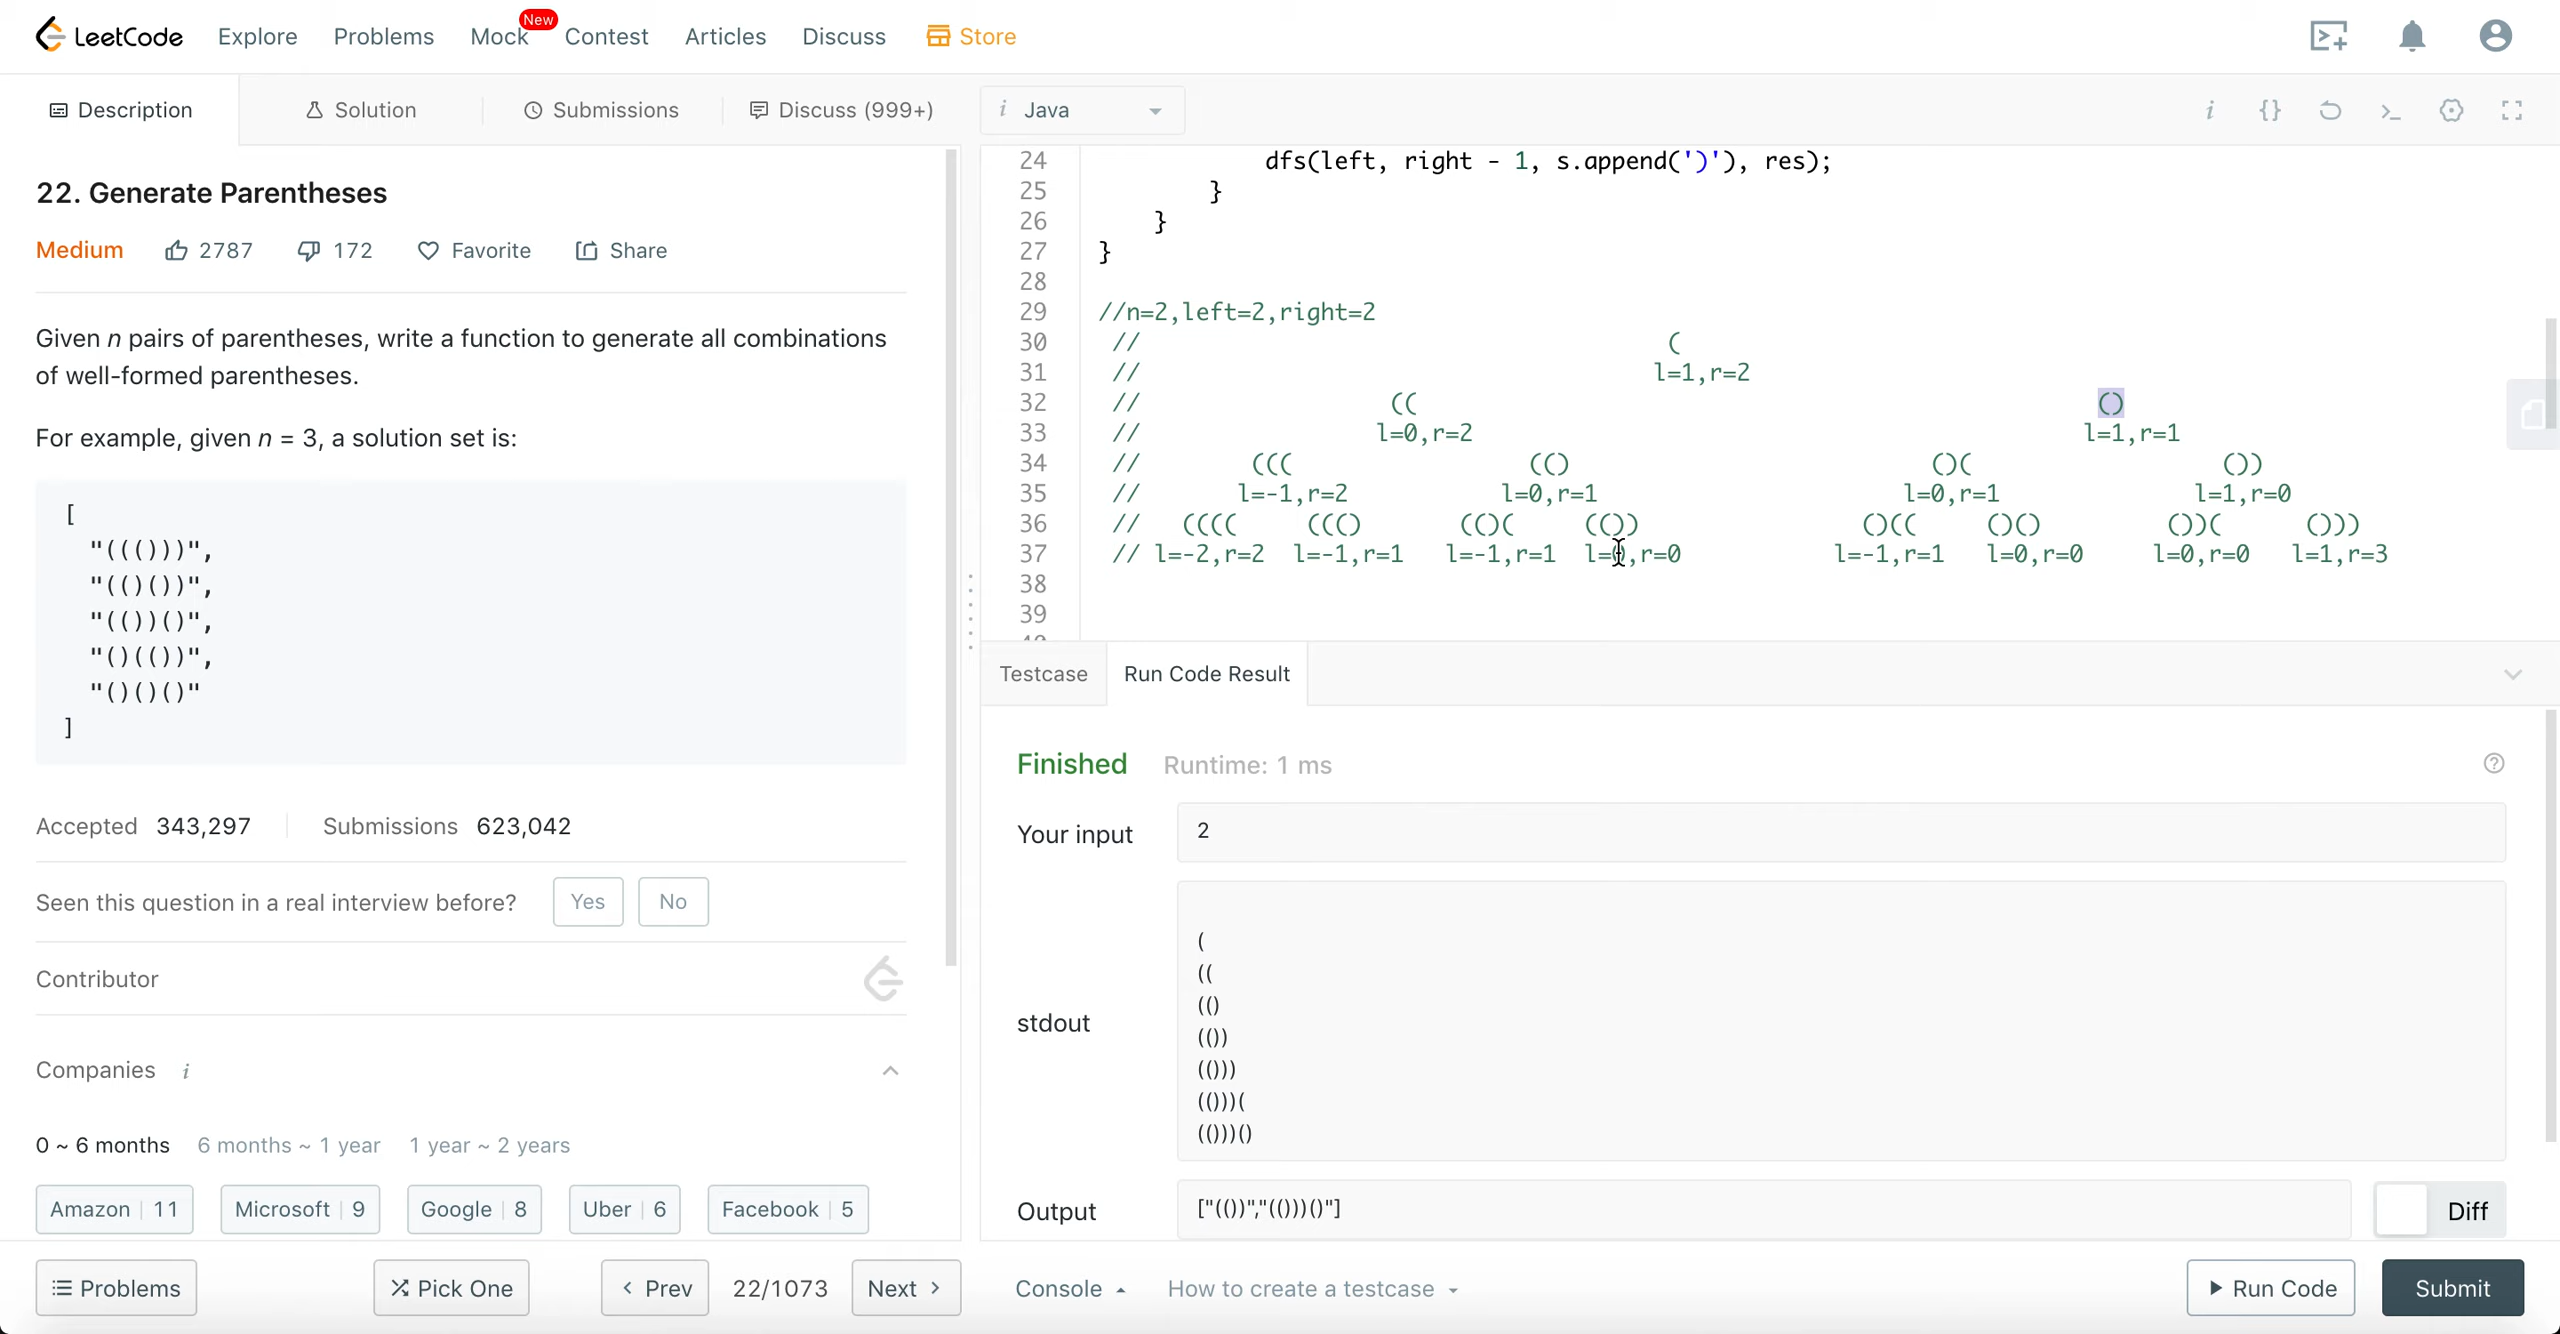 LeetCode Explore Problems Mock New Contest Articles Discuss Store
Description Solution Submissions Discuss (999+)
i Java
22. Generate Parentheses
Medium 2787 172 Favorite Share
Given n pairs of parentheses, write a function to generate all combinations
of well-formed parentheses.
For example, given n = 3, a solution set is:
[
"((()))",
"(()())",
"(())()",
"()(())",
"()()()"
]
Accepted 343,297 Submissions 623,042
Seen this question in a real interview before? Yes No
Contributor
Companies i
0 ~ 6 months 6 months ~ 1 year 1 year ~ 2 years
Amazon 11 Microsoft 9 Google 8 Uber 6 Facebook 5
Problems Pick One Prev 22/1073 Next
24 dfs(left, right - 1, s.append(')'), res);
25 }
26 }
27 }
28
29 //n=2,left=2,right=2
30 // (
31 // l=1,r=2
32 // (( ()
33 // l=0,r=2 l=1,r=1
34 // ((( (() ()( ())
35 // l=-1,r=2 l=0,r=1 l=0,r=1 l=1,r=0
36 // (((( ((() (()( (()) ()(( ()() ())( ()))
37 // l=-2,r=2 l=-1,r=1 l=-1,r=1 l=0,r=0 l=-1,r=1 l=0,r=0 l=0,r=0 l=1,r=3
38
39
Testcase Run Code Result
Finished Runtime: 1 ms
Your input 2
stdout
(
((
(()
(())
(()))
(()))(
(()))()
Output ["(())","(()))()"] Diff
Console How to create a testcase Run Code Submit